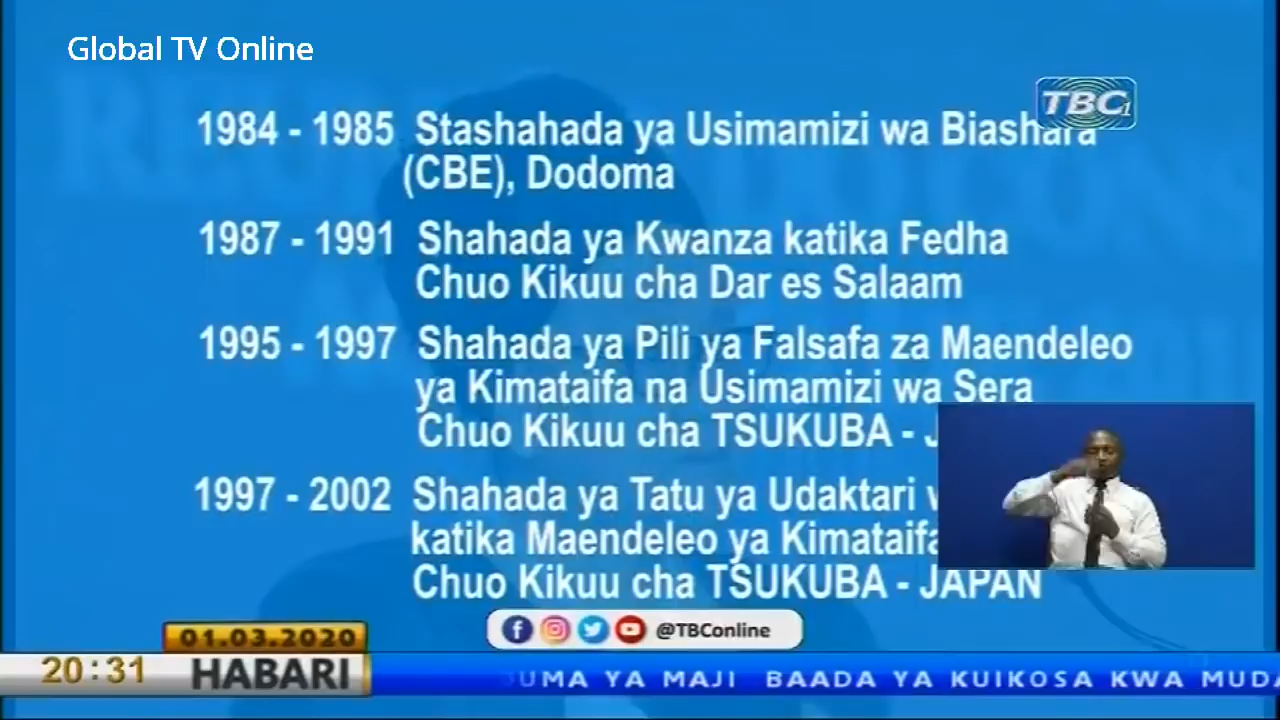 Global TV Online
TBC1
1984 - 1985 Stashahada ya Usimamizi wa Biashara
(CBE), Dodoma
1987 - 1991 Shahada ya Kwanza katika Fedha
Chuo Kikuu cha Dar es Salaam
1995 - 1997 Shahada ya Pili ya Falsafa za Maendeleo
ya Kimataifa na Usimamizi wa Sera
Chuo Kikuu cha TSUKUBA -
1997 - 2002 Shahada ya Tatu ya Udaktari
katika Maendeleo ya Kimataifa
Chuo Kikuu cha TSUKUBA - JAPAN
@TBConline
01.03.2020
20:31 HABARI
YA MAJI BAADA YA KUIKOSA KWA